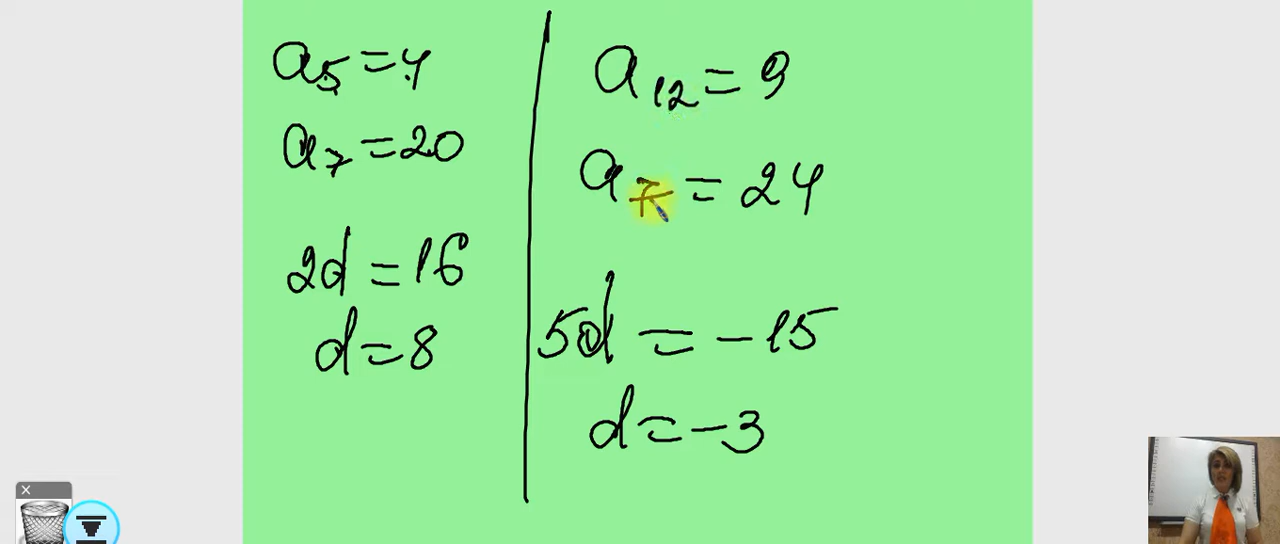 a₅=4
a₇=20
2d=16
d=8
a₁₂=9
a₇=24
5d=-15
d=-3